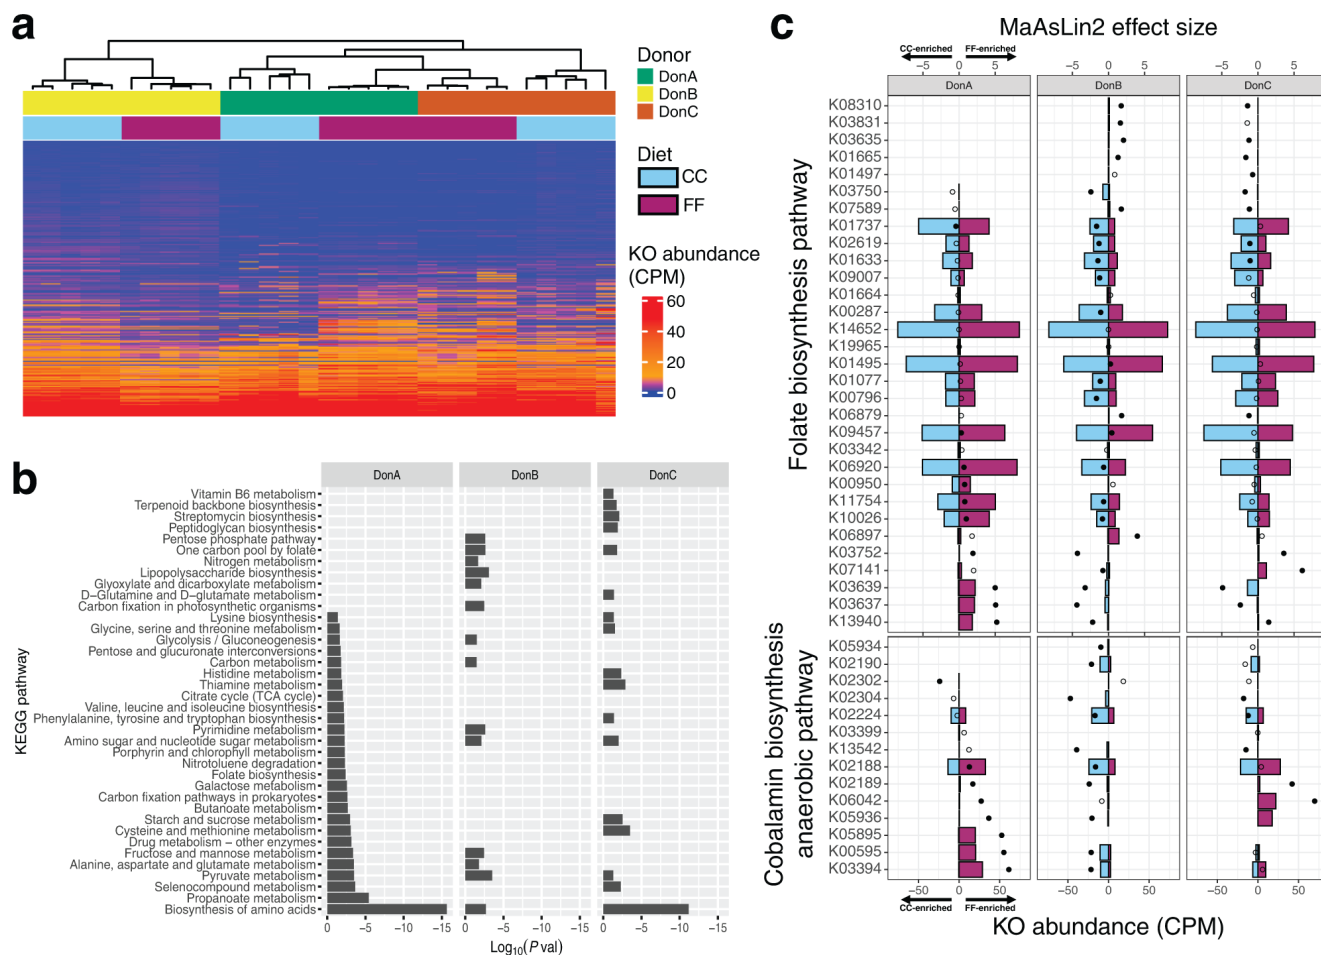 a
Donor
DonA
DonB
DonC
Diet
CC
FF
KO abundance
(CPM)
60
40
20
0
b
DonA
DonB
DonC
KEGG pathway
Vitamin B6 metabolism
Terpenoid backbone biosynthesis
Streptomycin biosynthesis
Peptidoglycan biosynthesis
Pentose phosphate pathway
One carbon pool by folate
Nitrogen metabolism
Lipopolysaccharide biosynthesis
Glyoxylate and dicarboxylate metabolism
D−Glutamine and D−glutamate metabolism
Carbon fixation in photosynthetic organisms
Lysine biosynthesis
Glycine, serine and threonine metabolism
Glycolysis / Gluconeogenesis
Pentose and glucuronate interconversions
Carbon metabolism
Histidine metabolism
Thiamine metabolism
Citrate cycle (TCA cycle)
Valine, leucine and isoleucine biosynthesis
Phenylalanine, tyrosine and tryptophan biosynthesis
Pyrimidine metabolism
Amino sugar and nucleotide sugar metabolism
Porphyrin and chlorophyll metabolism
Nitrotoluene degradation
Folate biosynthesis
Galactose metabolism
Carbon fixation pathways in prokaryotes
Butanoate metabolism
Starch and sucrose metabolism
Cysteine and methionine metabolism
Drug metabolism − other enzymes
Fructose and mannose metabolism
Alanine, aspartate and glutamate metabolism
Pyruvate metabolism
Selenocompound metabolism
Propanoate metabolism
Biosynthesis of amino acids
0 −5 −10 −15 0 −5 −10 −15 0 −5 −10 −15
Log10(P val)
c
MaAsLin2 effect size
CC-enriched FF-enriched
−5 0 5 −5 0 5 −5 0 5
DonA DonB DonC
Folate biosynthesis pathway
K08310
K03831
K03635
K01665
K01497
K03750
K07589
K01737
K02619
K01633
K09007
K01664
K00287
K14652
K19965
K01495
K01077
K00796
K06879
K09457
K03342
K06920
K00950
K11754
K10026
K06897
K03752
K07141
K03639
K03637
K13940
Cobalamin biosynthesis
anaerobic pathway
K05934
K02190
K02302
K02304
K02224
K03399
K13542
K02188
K02189
K06042
K05936
K05895
K00595
K03394
−50 0 50 −50 0 50 −50 0 50
CC-enriched FF-enriched
KO abundance (CPM)